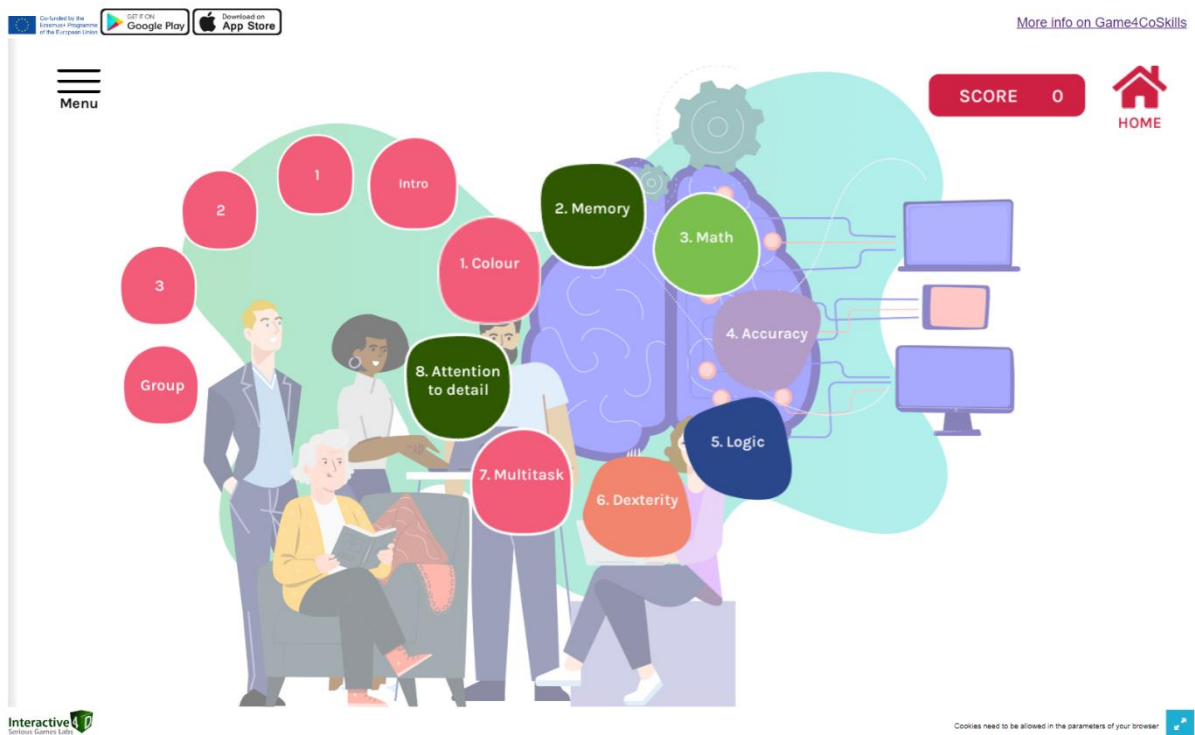 Co-funded by the
Erasmus+ Programme
of the European Union
GET IT ON
Google Play
Download on
App Store
More info on Game4CoSkills
Menu
SCORE 0
HOME
1
Intro
2
2. Memory
3. Math
1. Colour
3
4. Accuracy
8. Attention
to detail
Group
5. Logic
7. Multitask
6. Dexterity
Interactive 4D
Serious Games Labs
Cookies need to be allowed in the parameters of your browser